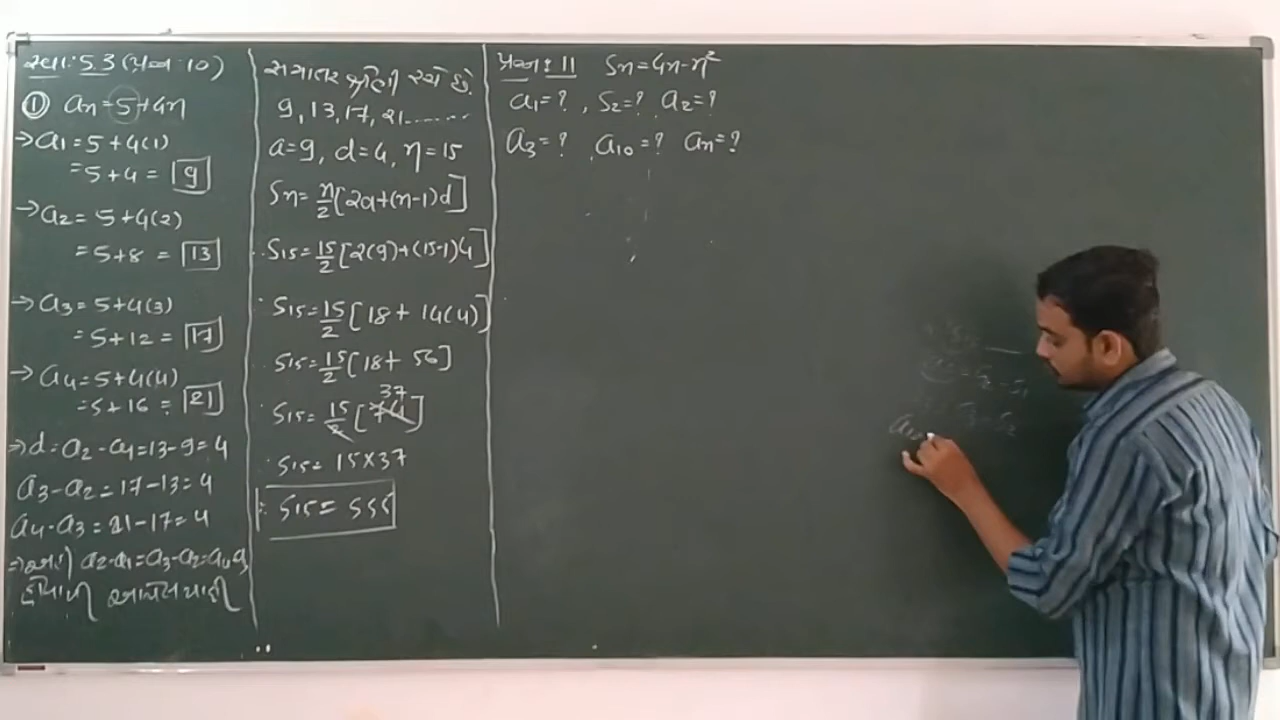 સ્વા: 5.3 (પ્રશ્ન: 10)
① an = 5+4n
→ a1 = 5 + 4(1)
= 5+4 = 9
→ a2 = 5+4(2)
= 5+8 = 13
→ a3 = 5+4(3)
= 5+12 = 17
→ a4 = 5+4(4)
= 5+16 = 21
⇒ d = a2 - a1 = 13-9 = 4
a3 - a2 = 17-13 = 4
a4 - a3 = 21-17 = 4
a2-a1 = a3-a2 = a4 a3
સમાંતર શ્રેણી રચે છે.
9, 13, 17, 21.......
a=9, d=4, n=15
Sn = n/2 [2a+(n-1)d]
S15 = 15/2 [2(9)+(15-1)4]
S15 = 15/2 [18 + 14(4)]
S15 = 15/2 [18+ 56]
37
S15 = 15/2 [74]
S15 = 15×37
∴ S15 = 555
પ્રશ્ન: 11 Sn = 4n-n²
a1=? , S2=? , a2=?
a3=? , a10=? an=?
= S2 - S1
S3 - S2